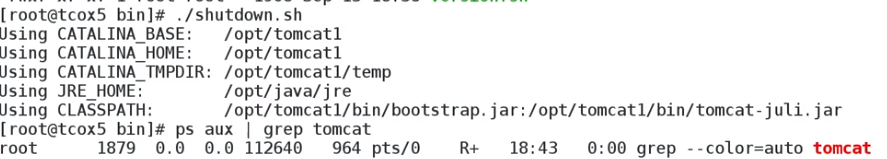 [root@tcox5 bin]# ./shutdown.sh
Using CATALINA_BASE:   /opt/tomcat1
Using CATALINA_HOME:   /opt/tomcat1
Using CATALINA_TMPDIR: /opt/tomcat1/temp
Using JRE_HOME:        /opt/java/jre
Using CLASSPATH:       /opt/tomcat1/bin/bootstrap.jar:/opt/tomcat1/bin/tomcat-juli.jar
[root@tcox5 bin]# ps aux | grep tomcat
root      1879  0.0  0.0 112640   964 pts/0    R+   18:43   0:00 grep --color=auto tomcat